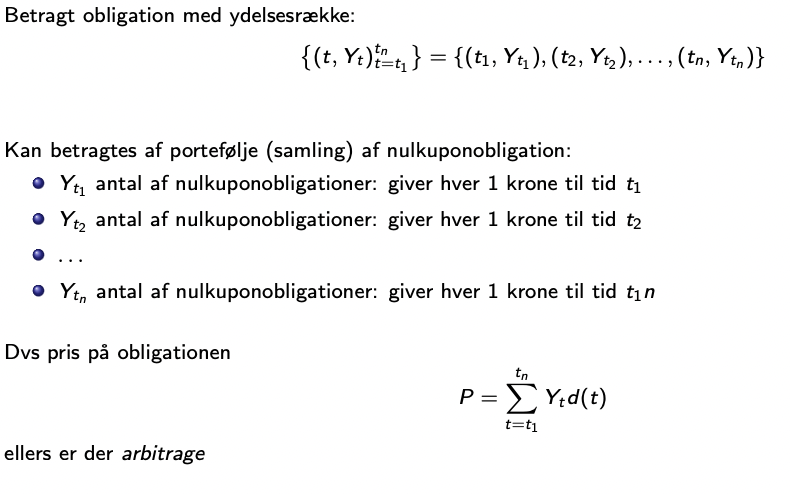 Betragt obligation med ydelsesrække:
{(t, Y_t)_{t=t_1}^{t_n}} = {(t_1, Y_{t_1}), (t_2, Y_{t_2}), . . . , (t_n, Y_{t_n})}
Kan betragtes af portefølje (samling) af nulkuponobligation:
Y_{t_1} antal af nulkuponobligationer: giver hver 1 krone til tid t_1
Y_{t_2} antal af nulkuponobligationer: giver hver 1 krone til tid t_2
. . .
Y_{t_n} antal af nulkuponobligationer: giver hver 1 krone til tid t_1n
Dvs pris på obligationen
P = \sum_{t=t_1}^{t_n} Y_t d(t)
ellers er der arbitrage